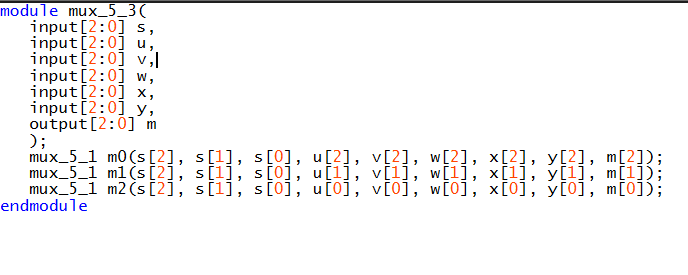 module mux_5_3(
input[2:0] s,
input[2:0] u,
input[2:0] v,
input[2:0] w,
input[2:0] x,
input[2:0] y,
output[2:0] m
);
mux_5_1 m0(s[2], s[1], s[0], u[2], v[2], w[2], x[2], y[2], m[2]);
mux_5_1 m1(s[2], s[1], s[0], u[1], v[1], w[1], x[1], y[1], m[1]);
mux_5_1 m2(s[2], s[1], s[0], u[0], v[0], w[0], x[0], y[0], m[0]);
endmodule